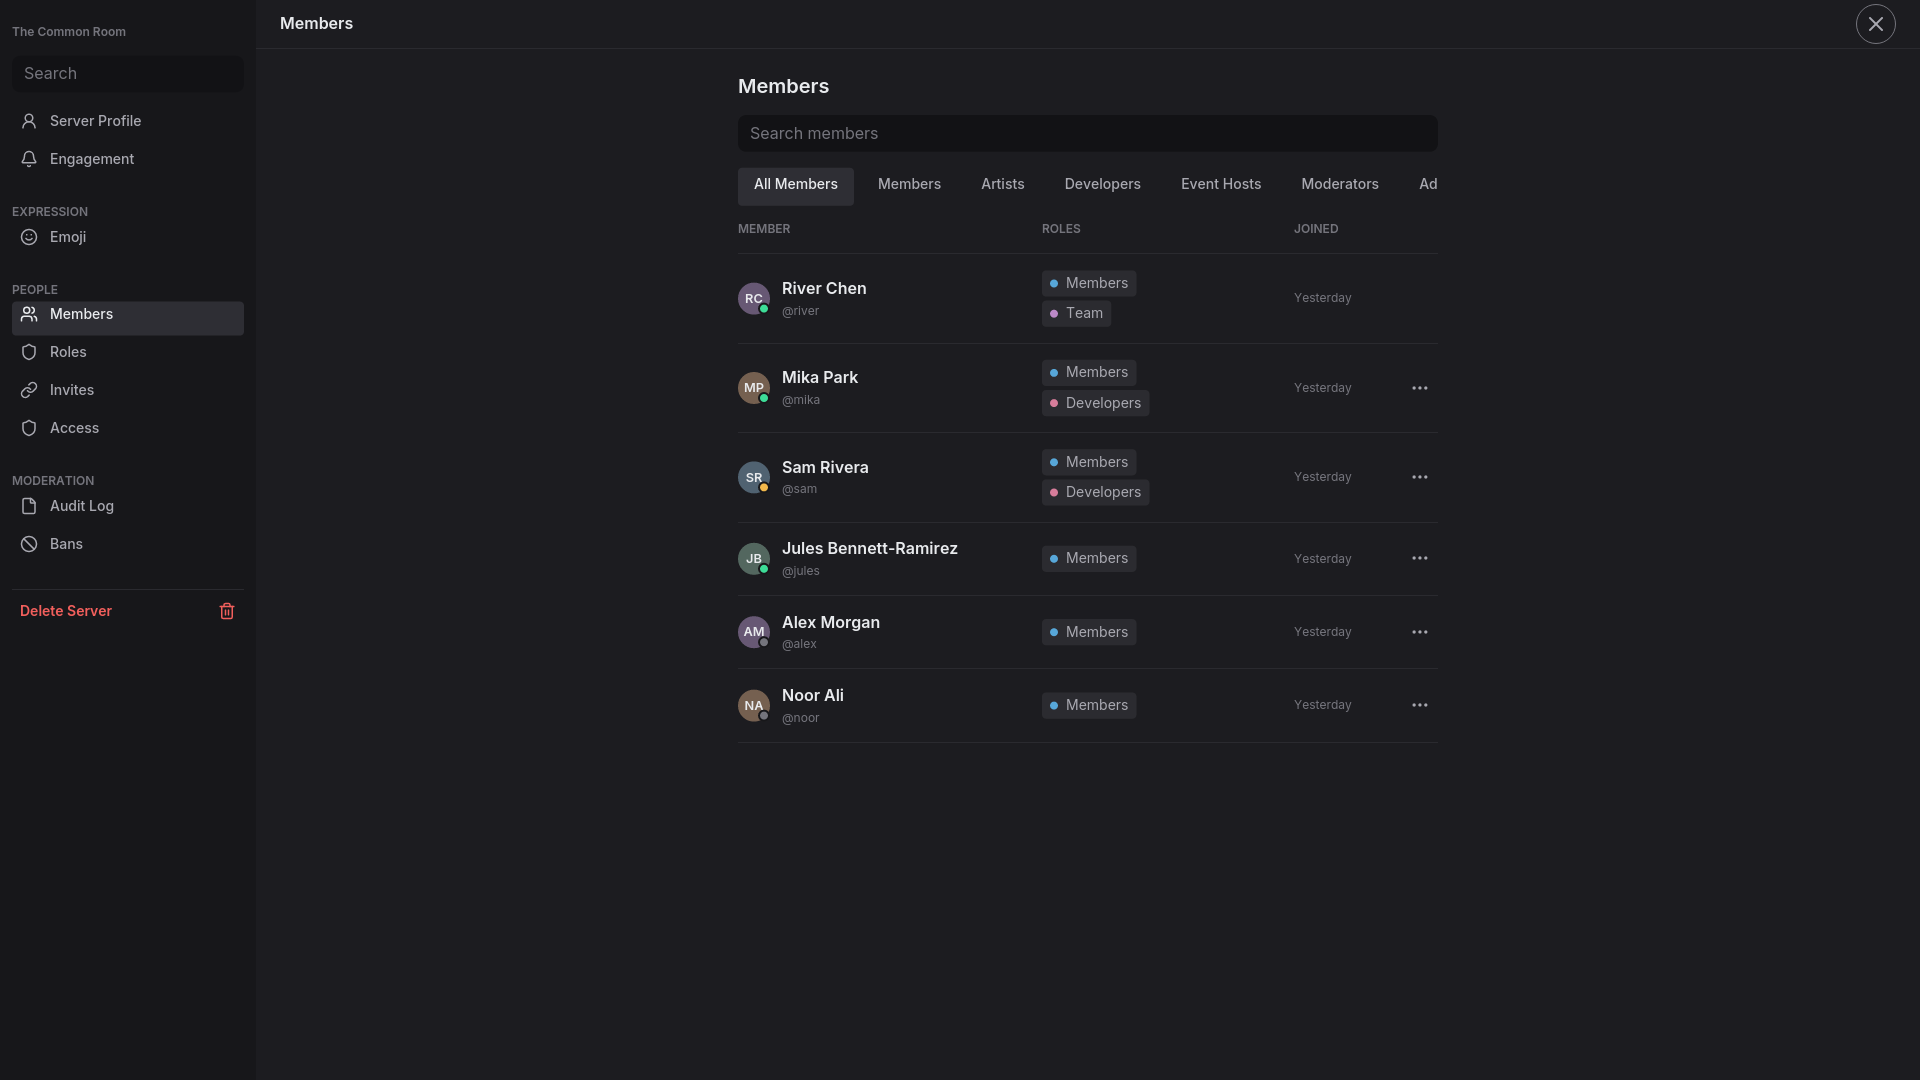 The Common Room
Search
Server Profile
Engagement
EXPRESSION
Emoji
PEOPLE
Members
Roles
Invites
Access
MODERATION
Audit Log
Bans
Delete Server
Members
Members
Search members
All Members Members Artists Developers Event Hosts Moderators Ad
MEMBER ROLES JOINED
RC River Chen @river Members Team Yesterday
MP Mika Park @mika Members Developers Yesterday
SR Sam Rivera @sam Members Developers Yesterday
JB Jules Bennett-Ramirez @jules Members Yesterday
AM Alex Morgan @alex Members Yesterday
NA Noor Ali @noor Members Yesterday